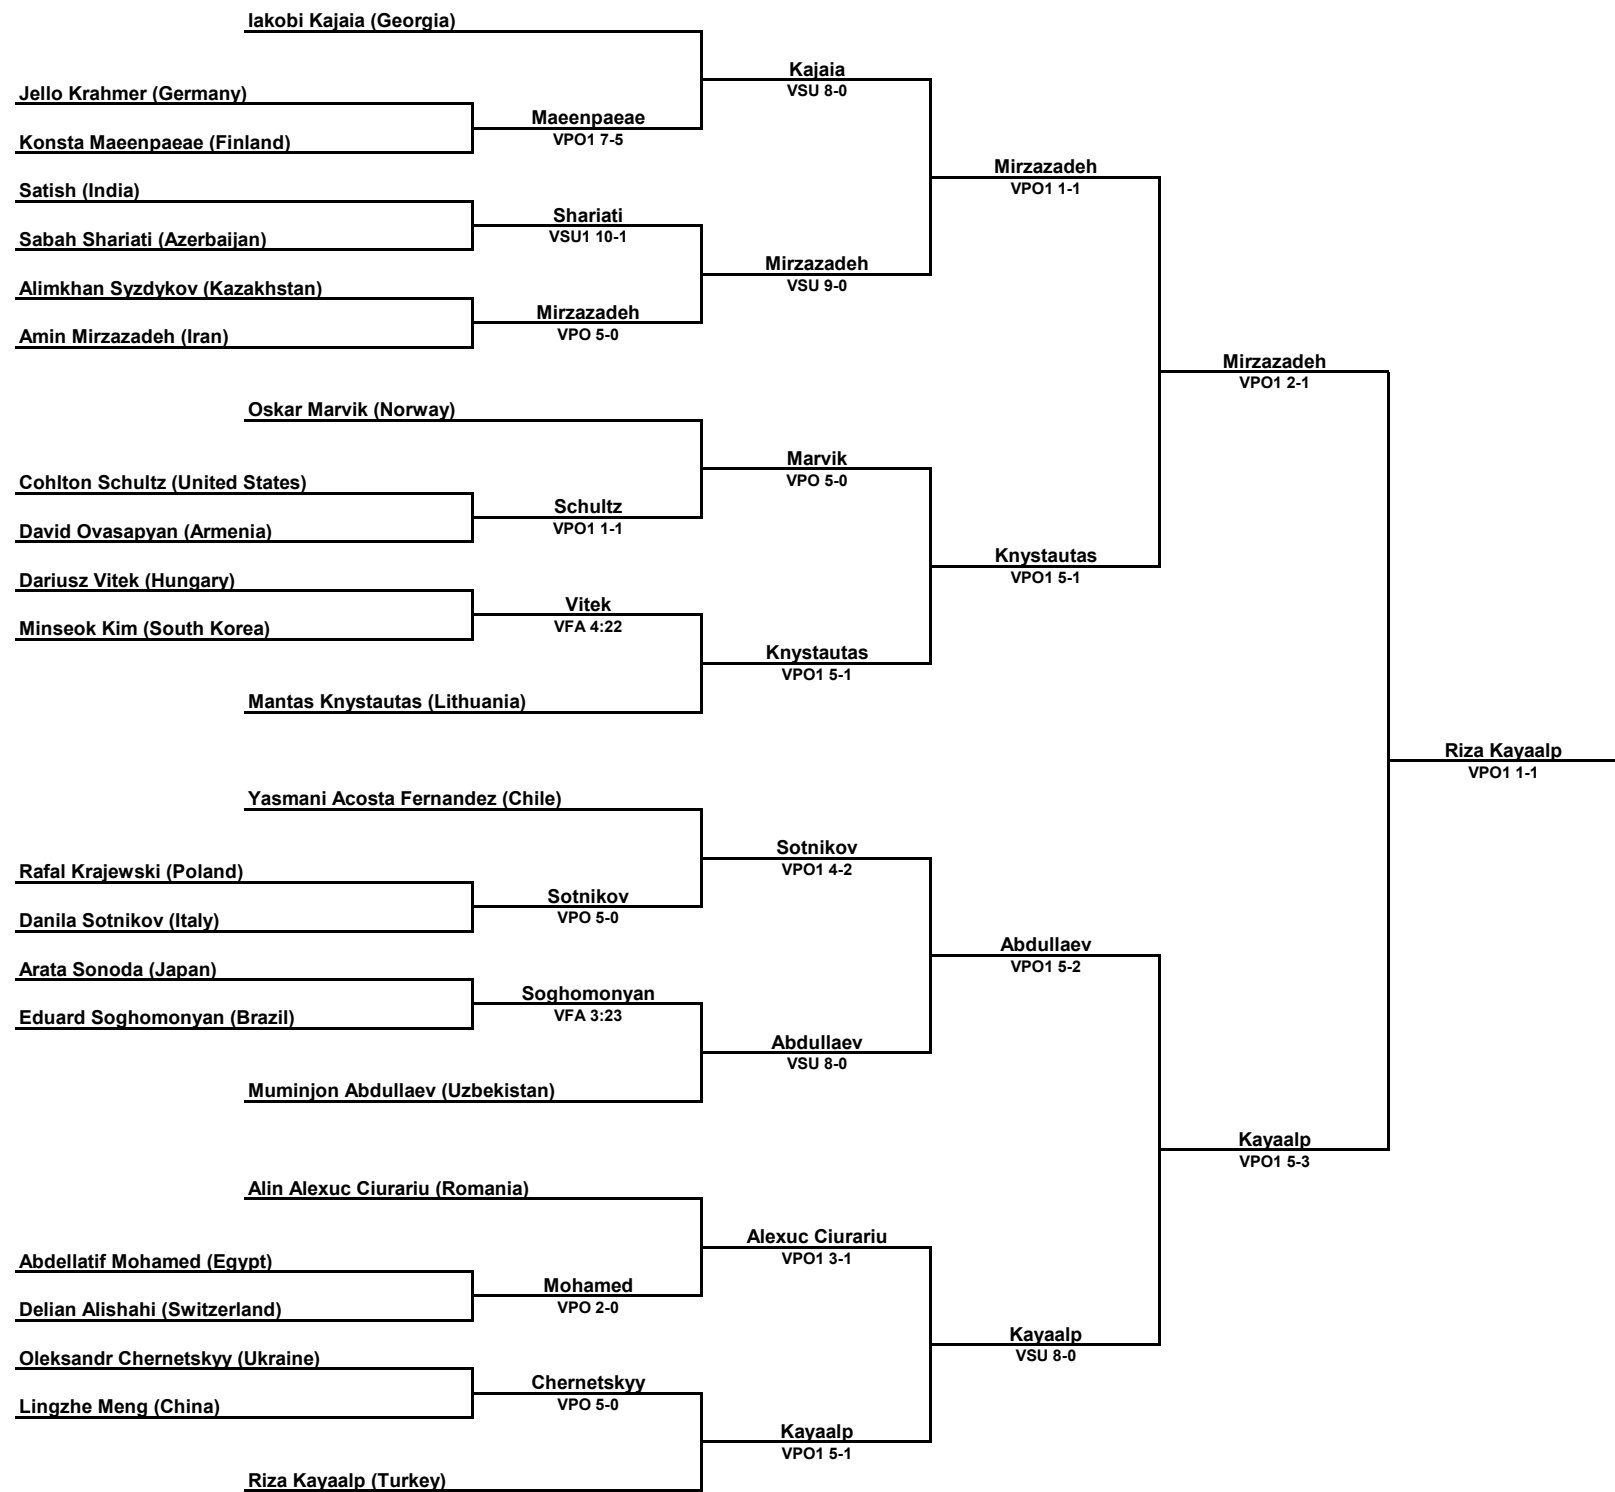 Iakobi Kajaia (Georgia)
Kajaia
VSU 8-0
Jello Krahmer (Germany)
Maeenpaeae
VPO1 7-5
Konsta Maeenpaeae (Finland)
Mirzazadeh
VPO1 1-1
Satish (India)
Shariati
VSU1 10-1
Sabah Shariati (Azerbaijan)
Mirzazadeh
VSU 9-0
Alimkhan Syzdykov (Kazakhstan)
Mirzazadeh
VPO 5-0
Amin Mirzazadeh (Iran)
Mirzazadeh
VPO1 2-1
Oskar Marvik (Norway)
Marvik
VPO 5-0
Cohlton Schultz (United States)
Schultz
VPO1 1-1
David Ovasapyan (Armenia)
Knystautas
VPO1 5-1
Dariusz Vitek (Hungary)
Vitek
VFA 4:22
Minseok Kim (South Korea)
Knystautas
VPO1 5-1
Mantas Knystautas (Lithuania)
Riza Kayaalp
VPO1 1-1
Yasmani Acosta Fernandez (Chile)
Sotnikov
VPO1 4-2
Rafal Krajewski (Poland)
Sotnikov
VPO 5-0
Danila Sotnikov (Italy)
Abdullaev
VPO1 5-2
Arata Sonoda (Japan)
Soghomonyan
VFA 3:23
Eduard Soghomonyan (Brazil)
Abdullaev
VSU 8-0
Muminjon Abdullaev (Uzbekistan)
Kayaalp
VPO1 5-3
Alin Alexuc Ciurariu (Romania)
Alexuc Ciurariu
VPO1 3-1
Abdellatif Mohamed (Egypt)
Mohamed
VPO 2-0
Delian Alishahi (Switzerland)
Kayaalp
VSU 8-0
Oleksandr Chernetskyy (Ukraine)
Chernetskyy
VPO 5-0
Lingzhe Meng (China)
Kayaalp
VPO1 5-1
Riza Kayaalp (Turkey)